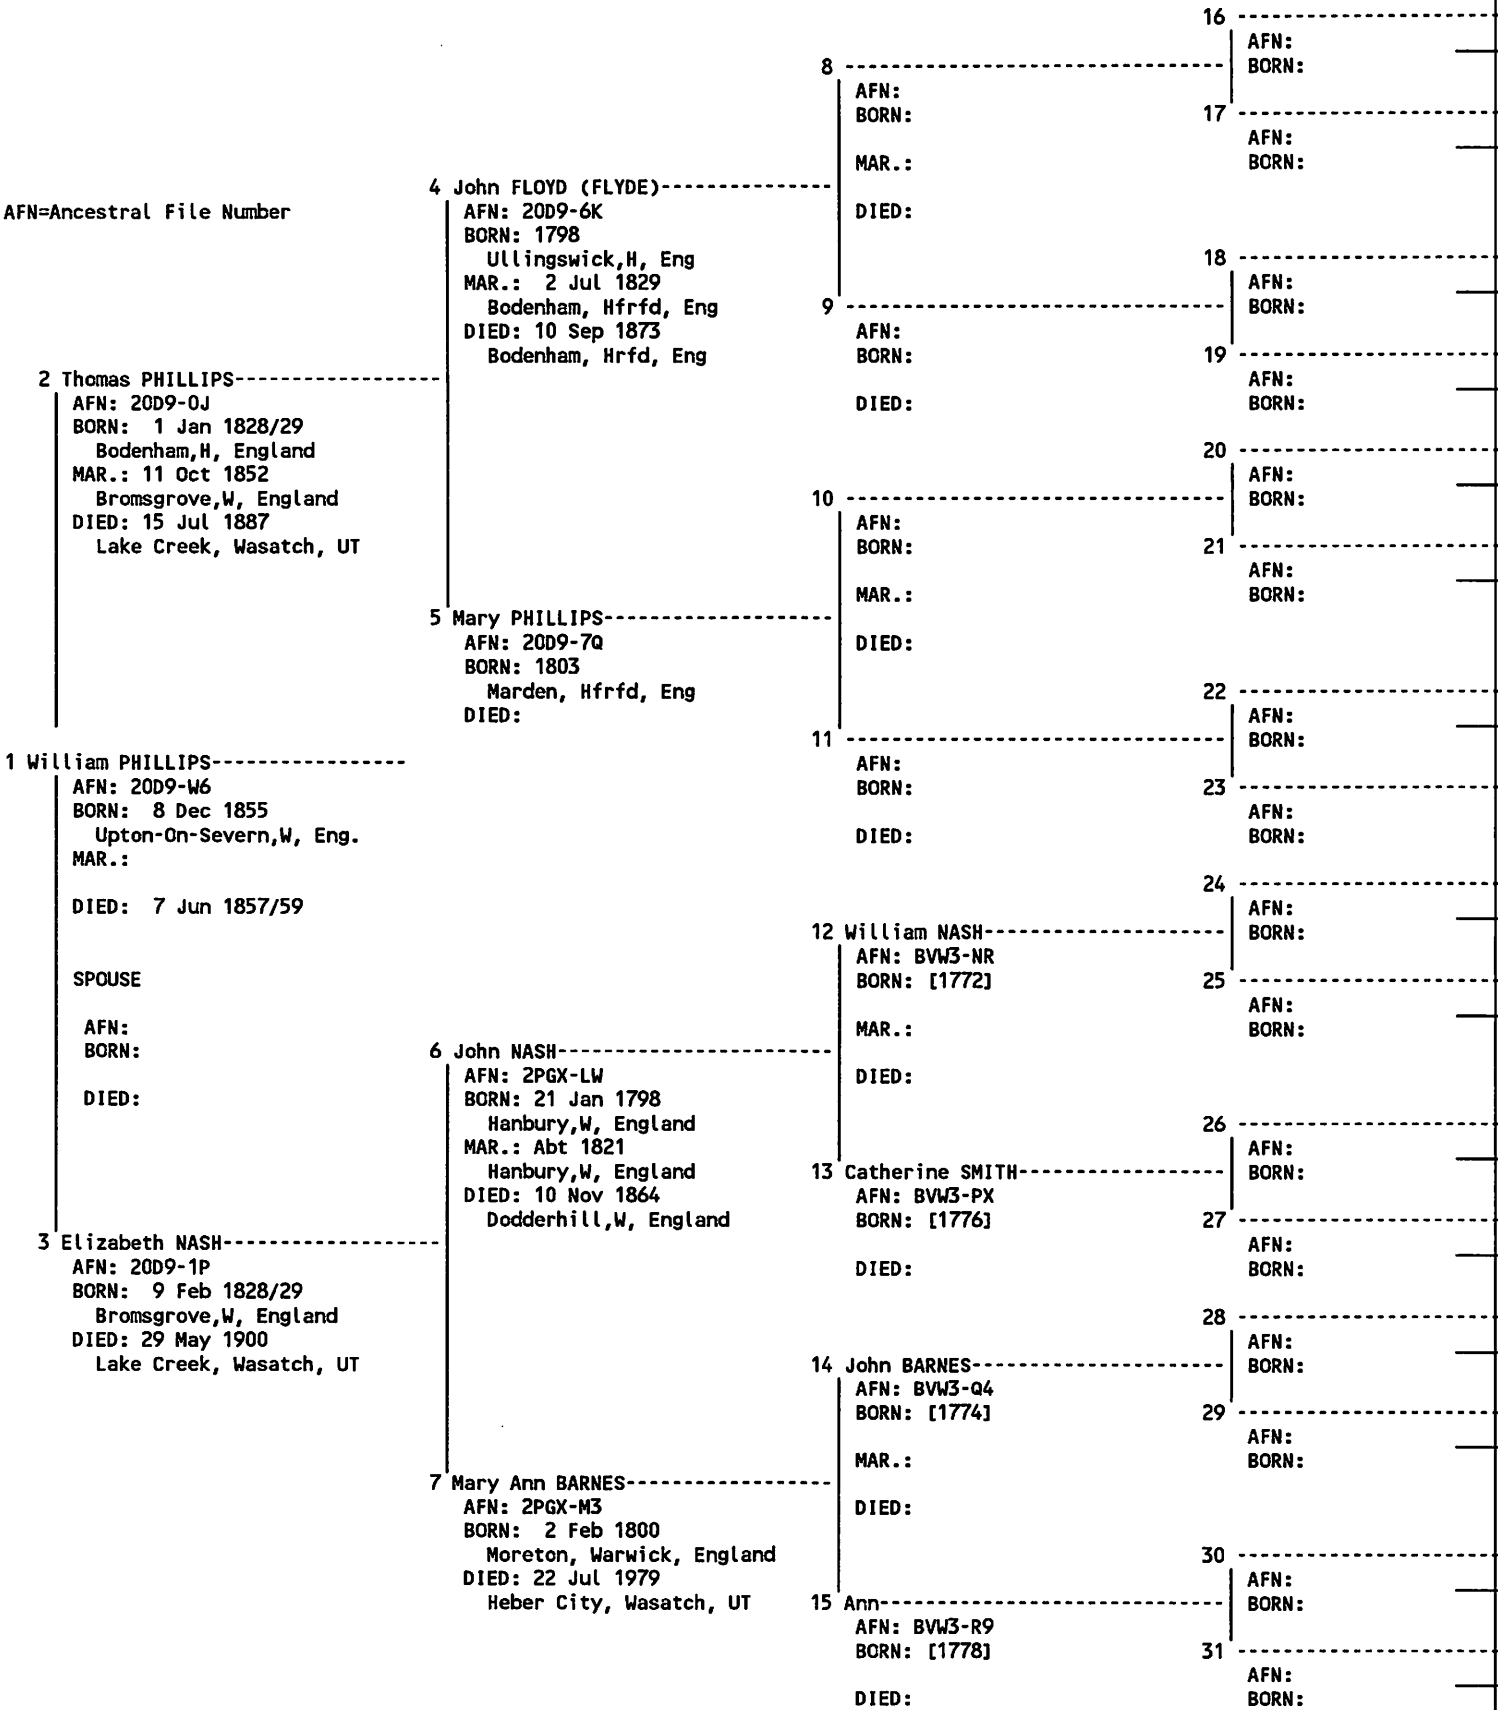 AFN=Ancestral File Number
1 William PHILLIPS-----------------
AFN: 20D9-W6
BORN: 8 Dec 1855
Upton-On-Severn,W, Eng.
MAR.:
DIED: 7 Jun 1857/59
SPOUSE
AFN:
BORN:
DIED:
2 Thomas PHILLIPS------------------
AFN: 20D9-0J
BORN: 1 Jan 1828/29
Bodenham,H, England
MAR.: 11 Oct 1852
Bromsgrove,W, England
DIED: 15 Jul 1887
Lake Creek, Wasatch, UT
3 Elizabeth NASH-------------------
AFN: 20D9-1P
BORN: 9 Feb 1828/29
Bromsgrove,W, England
DIED: 29 May 1900
Lake Creek, Wasatch, UT
4 John FLOYD (FLYDE)---------------
AFN: 20D9-6K
BORN: 1798
Ullingswick,H, Eng
MAR.: 2 Jul 1829
Bodenham, Hfrfd, Eng
DIED: 10 Sep 1873
Bodenham, Hrfd, Eng
5 Mary PHILLIPS--------------------
AFN: 20D9-7Q
BORN: 1803
Marden, Hfrfd, Eng
DIED:
6 John NASH------------------------
AFN: 2PGX-LW
BORN: 21 Jan 1798
Hanbury,W, England
MAR.: Abt 1821
Hanbury,W, England
DIED: 10 Nov 1864
Dodderhill,W, England
7 Mary Ann BARNES------------------
AFN: 2PGX-M3
BORN: 2 Feb 1800
Moreton, Warwick, England
DIED: 22 Jul 1979
Heber City, Wasatch, UT
8 ---------------------------------
AFN:
BORN:
MAR.:
DIED:
9 ---------------------------------
AFN:
BORN:
DIED:
10 ---------------------------------
AFN:
BORN:
MAR.:
DIED:
11 ---------------------------------
AFN:
BORN:
DIED:
12 William NASH---------------------
AFN: BVW3-NR
BORN: [1772]
MAR.:
DIED:
13 Catherine SMITH------------------
AFN: BVW3-PX
BORN: [1776]
DIED:
14 John BARNES----------------------
AFN: BVW3-Q4
BORN: [1774]
MAR.:
DIED:
15 Ann------------------------------
AFN: BVW3-R9
BORN: [1778]
DIED:
16 ----------------------
AFN:
BORN:
17 ----------------------
AFN:
BORN:
18 ----------------------
AFN:
BORN:
19 ----------------------
AFN:
BORN:
20 ----------------------
AFN:
BORN:
21 ----------------------
AFN:
BORN:
22 ----------------------
AFN:
BORN:
23 ----------------------
AFN:
BORN:
24 ----------------------
AFN:
BORN:
25 ----------------------
AFN:
BORN:
26 ----------------------
AFN:
BORN:
27 ----------------------
AFN:
BORN:
28 ----------------------
AFN:
BORN:
29 ----------------------
AFN:
BORN:
30 ----------------------
AFN:
BORN:
31 ----------------------
AFN:
BORN: